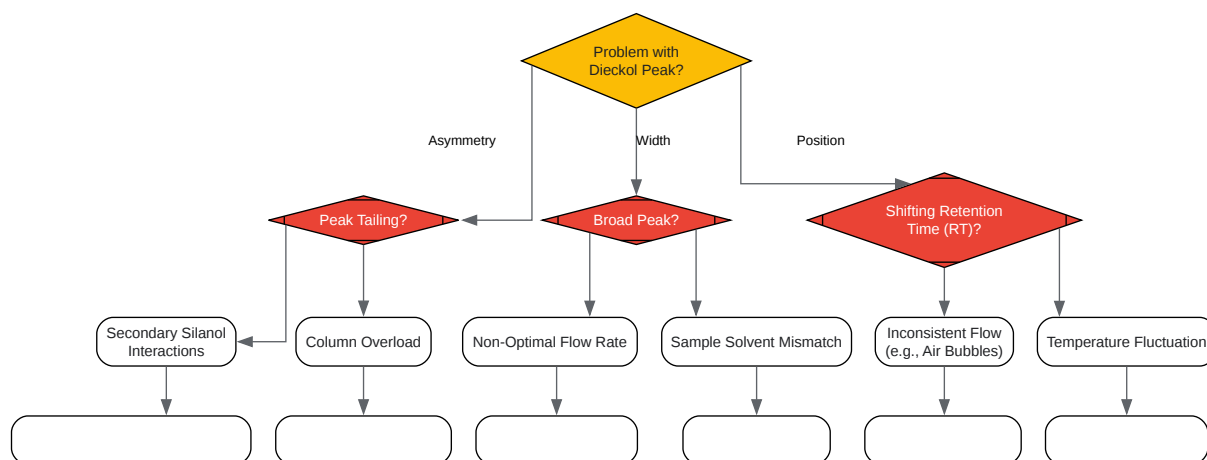 Problem with
Dieckol Peak?
Asymmetry
Width
Position
Peak Tailing?
Broad Peak?
Shifting Retention
Time (RT)?
Secondary Silanol
Interactions
Column Overload
Non-Optimal Flow Rate
Sample Solvent Mismatch
Inconsistent Flow
(e.g., Air Bubbles)
Temperature Fluctuation